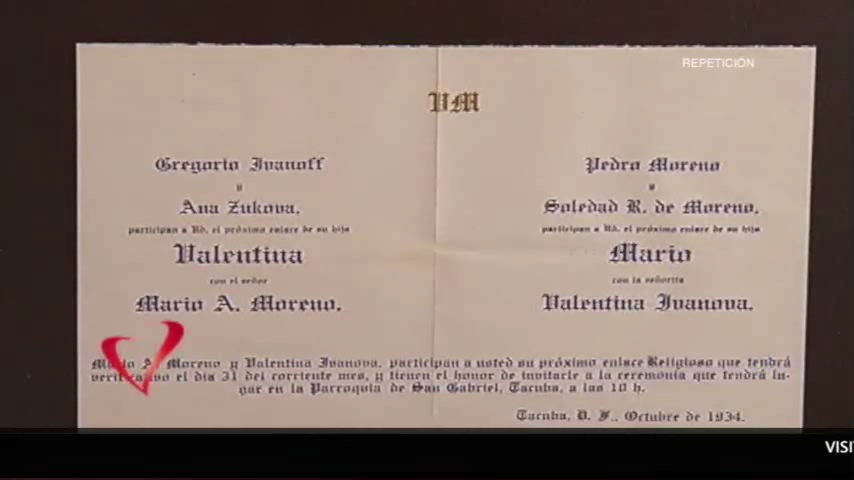 REPETICIÓN
VM
Gregorio Ivanoff
y
Ana Zukova,
participan a Ud. el próximo enlace de su hija
Valentina
con el señor
Mario A. Moreno.
Pedro Moreno
y
Soledad R. de Moreno,
participan a Ud. el próximo enlace de su hijo
Mario
con la señorita
Valentina Ivanova.
Mario A. Moreno y Valentina Ivanova, participan a usted su próximo enlace Religioso que tendrá
verificativo el día 31 del corriente mes, y tienen el honor de invitarle a la ceremonia que tendrá lu-
gar en la Parroquia de San Gabriel, Tacuba, a las 10 h.
Tacuba, D. F., Octubre de 1934.
VISI